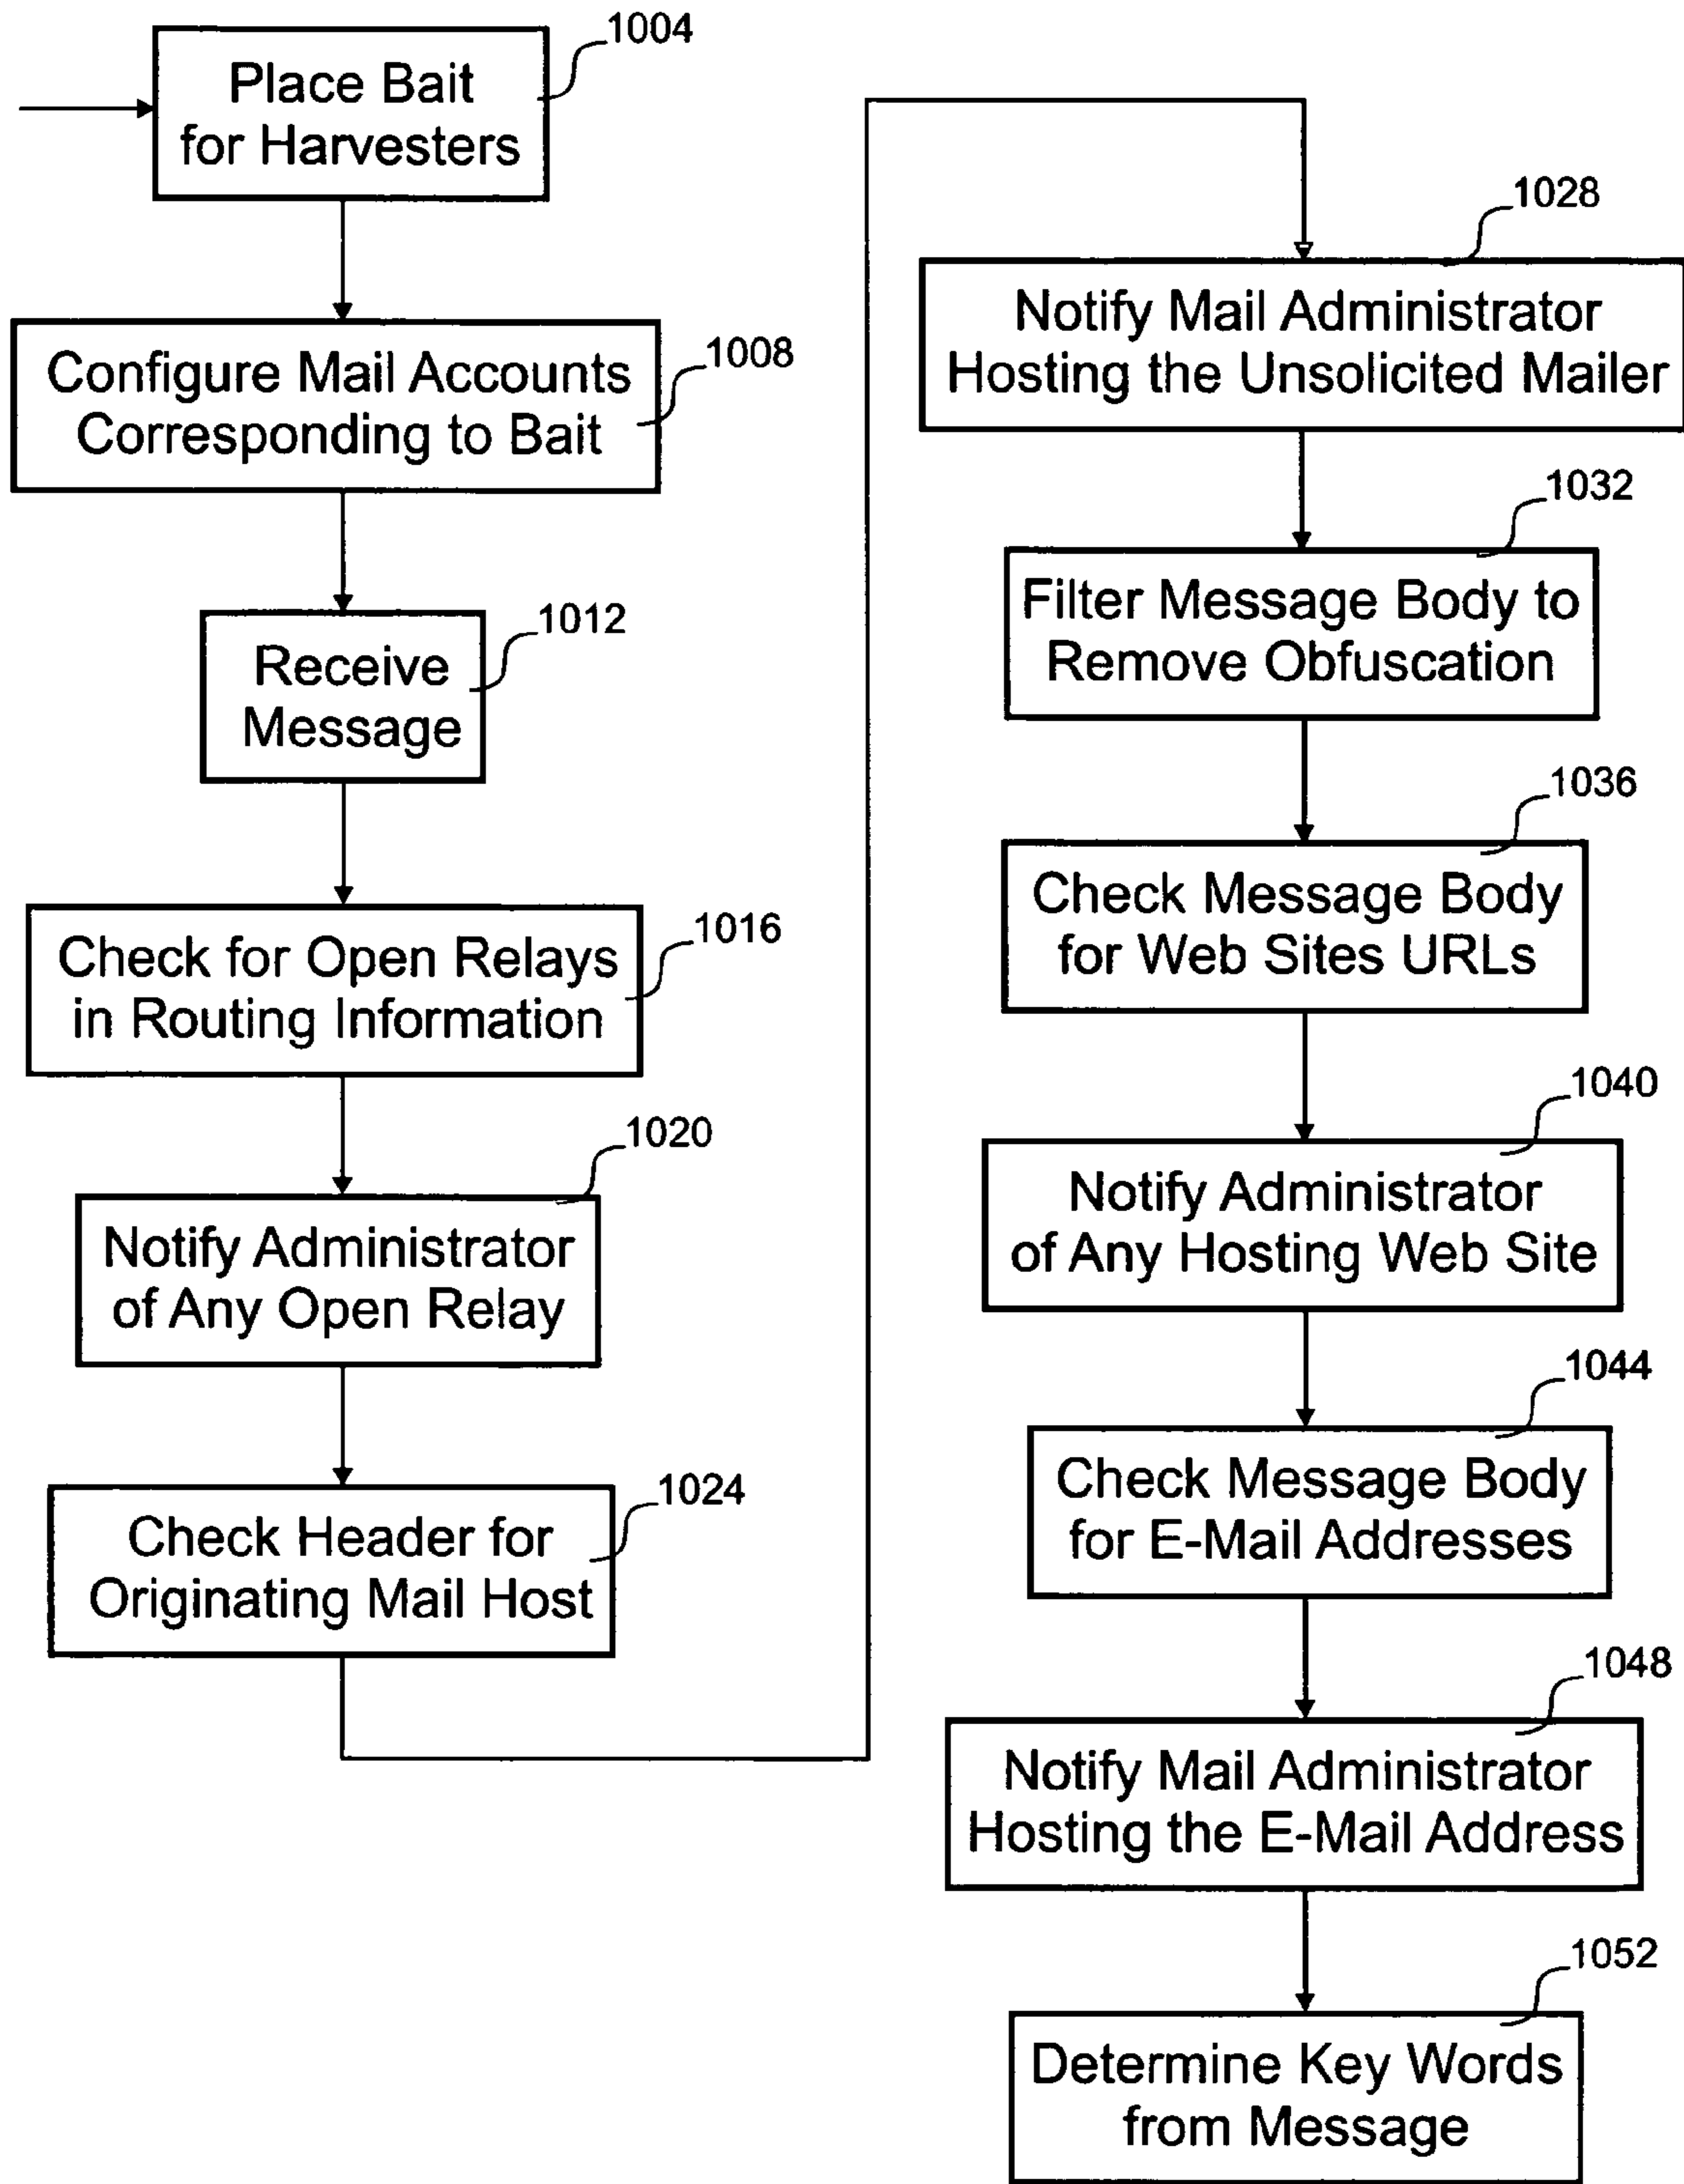 1004
Place Bait
for Harvesters
1008
Configure Mail Accounts
Corresponding to Bait
1012
Receive
Message
1016
Check for Open Relays
in Routing Information
1020
Notify Administrator
of Any Open Relay
1024
Check Header for
Originating Mail Host
1028
Notify Mail Administrator
Hosting the Unsolicited Mailer
1032
Filter Message Body to
Remove Obfuscation
1036
Check Message Body
for Web Sites URLs
1040
Notify Administrator
of Any Hosting Web Site
1044
Check Message Body
for E-Mail Addresses
1048
Notify Mail Administrator
Hosting the E-Mail Address
1052
Determine Key Words
from Message